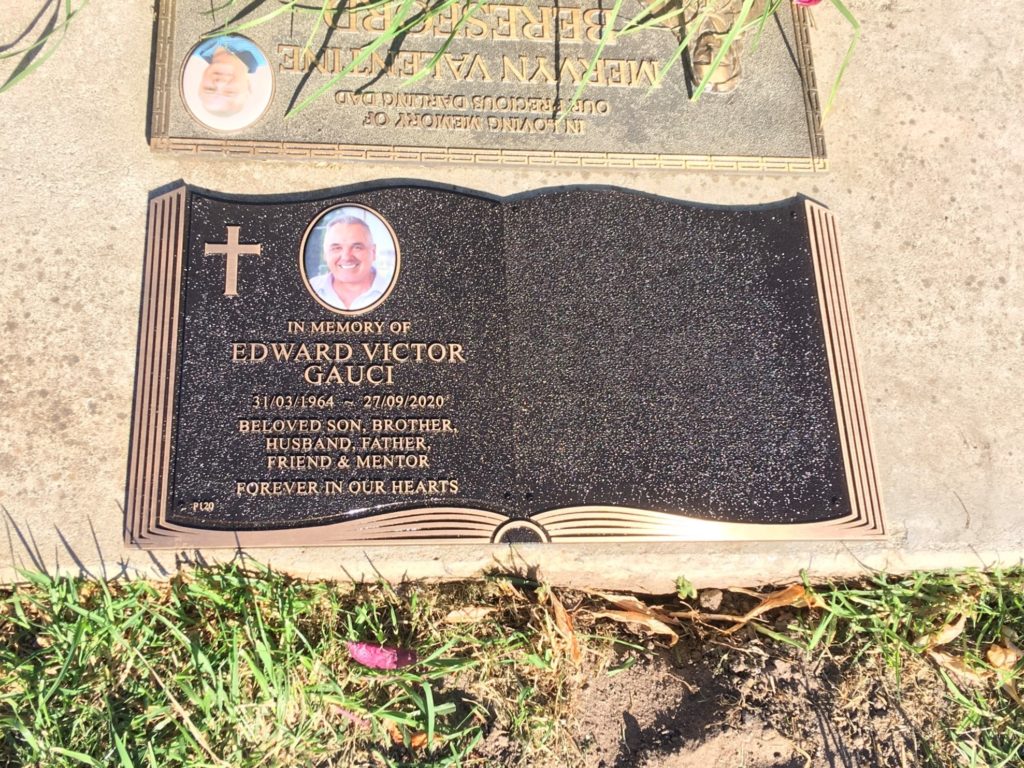 IN LOVING MEMORY OF
OUR PRECIOUS DARLING DAD
MERVYN VALENTINE
BERESFORD
IN MEMORY OF
EDWARD VICTOR
GAUCI
31/03/1964 ~ 27/09/2020
BELOVED SON, BROTHER,
HUSBAND, FATHER,
FRIEND & MENTOR
FOREVER IN OUR HEARTS
P120